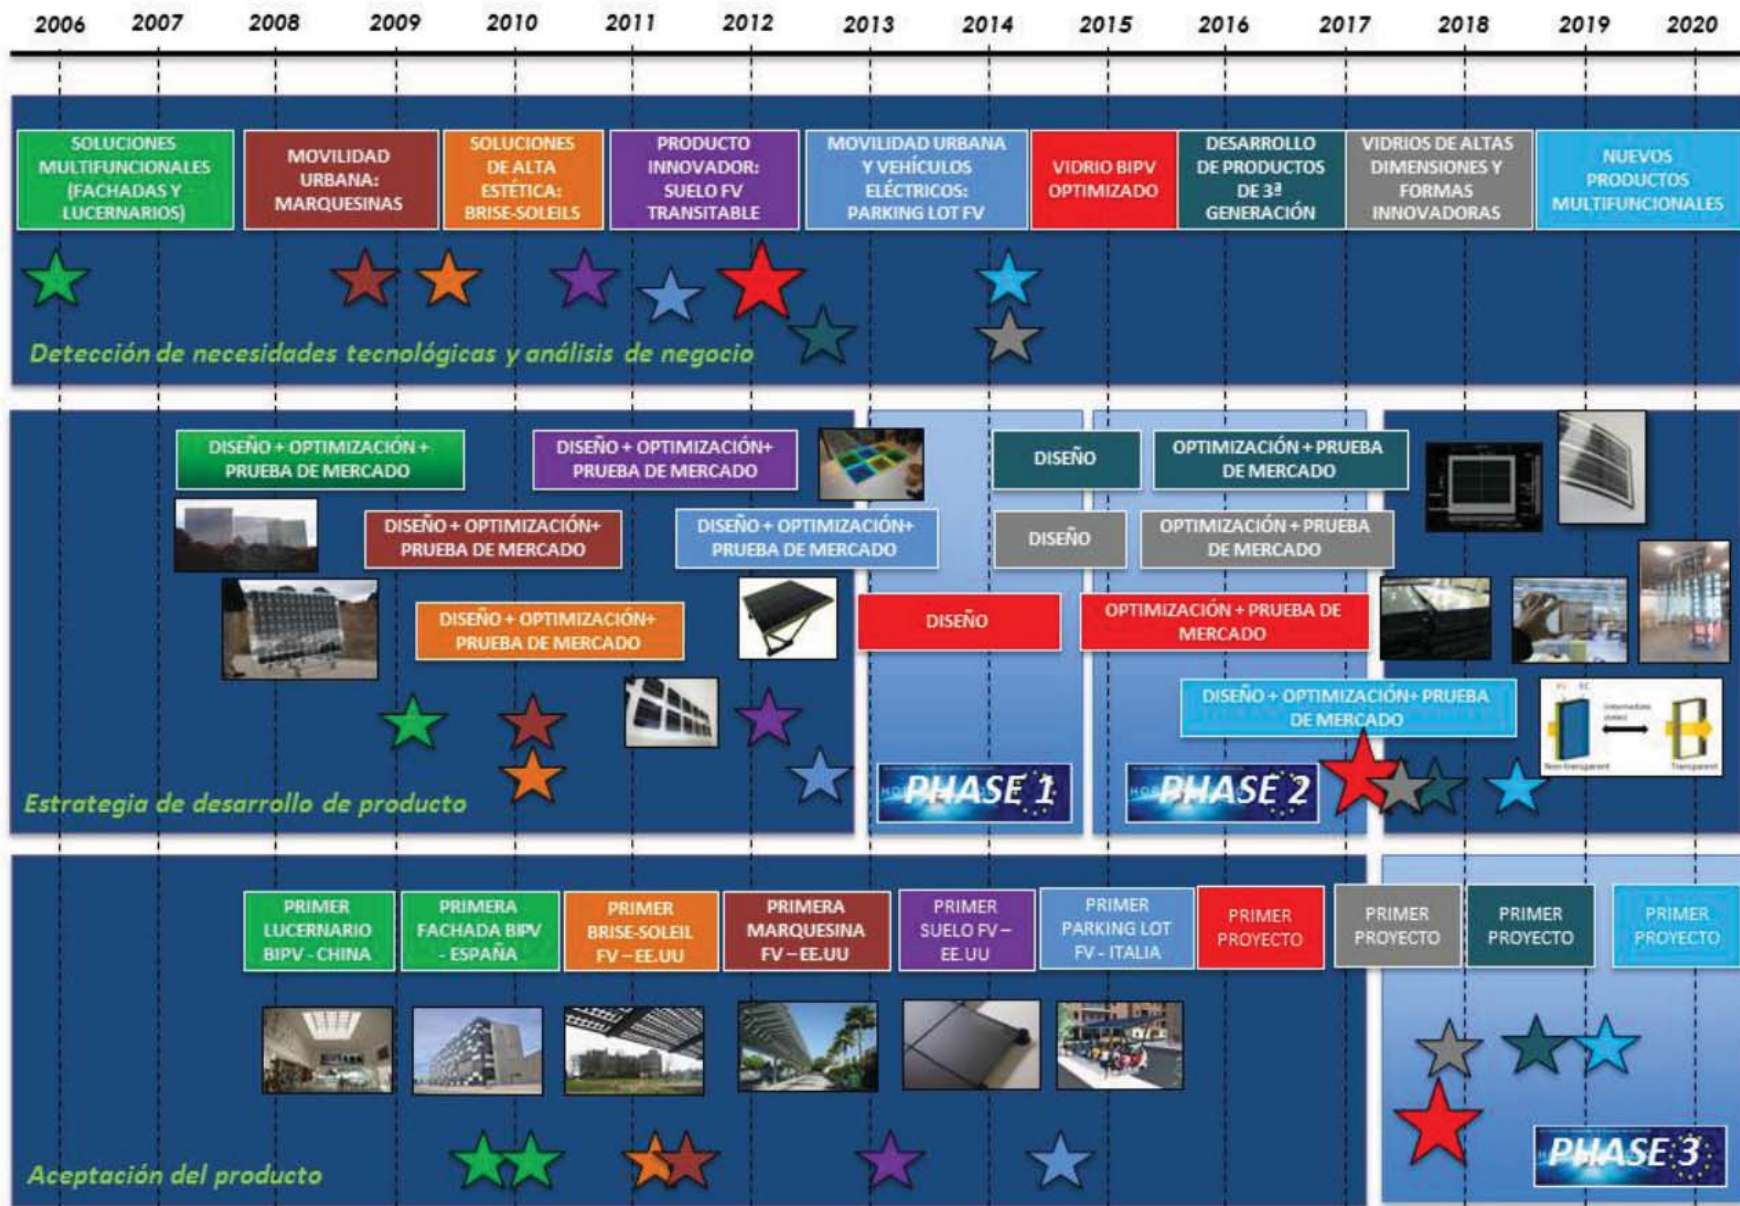 2006 2007 2008 2009 2010 2011 2012 2013 2014 2015 2016 2017 2018 2019 2020
SOLUCIONES
MULTIFUNCIONALES
(FACHADAS Y
LUCERNARIOS)
MOVILIDAD
URBANA:
MARQUESINAS
SOLUCIONES
DE ALTA
ESTÉTICA:
BRISE-SOLEILS
PRODUCTO
INNOVADOR:
SUELO FV
TRANSITABLE
MOVILIDAD URBANA
Y VEHÍCULOS
ELÉCTRICOS:
PARKING LOT FV
VIDRIO BIPV
OPTIMIZADO
DESARROLLO
DE PRODUCTOS
DE 3ª
GENERACIÓN
VIDRIOS DE ALTAS
DIMENSIONES Y
FORMAS
INNOVADORAS
NUEVOS
PRODUCTOS
MULTIFUNCIONALES
Detección de necesidades tecnológicas y análisis de negocio
DISEÑO + OPTIMIZACIÓN +
PRUEBA DE MERCADO
DISEÑO + OPTIMIZACIÓN+
PRUEBA DE MERCADO
DISEÑO
OPTIMIZACIÓN + PRUEBA
DE MERCADO
DISEÑO + OPTIMIZACIÓN+
PRUEBA DE MERCADO
DISEÑO + OPTIMIZACIÓN+
PRUEBA DE MERCADO
DISEÑO
OPTIMIZACIÓN + PRUEBA
DE MERCADO
DISEÑO + OPTIMIZACIÓN+
PRUEBA DE MERCADO
DISEÑO
OPTIMIZACIÓN + PRUEBA DE
MERCADO
DISEÑO + OPTIMIZACIÓN+ PRUEBA
DE MERCADO
Non-transparent
Transparent
PHASE 1
PHASE 2
Estrategia de desarrollo de producto
PRIMER
LUCERNARIO
BIPV - CHINA
PRIMERA
FACHADA BIPV
- ESPAÑA
PRIMER
BRISE-SOLEIL
FV – EE.UU
PRIMERA
MARQUESINA
FV – EE.UU
PRIMER
SUELO FV –
EE.UU
PRIMER
PARKING LOT
FV - ITALIA
PRIMER
PROYECTO
PRIMER
PROYECTO
PRIMER
PROYECTO
PRIMER
PROYECTO
PHASE 3
Aceptación del producto